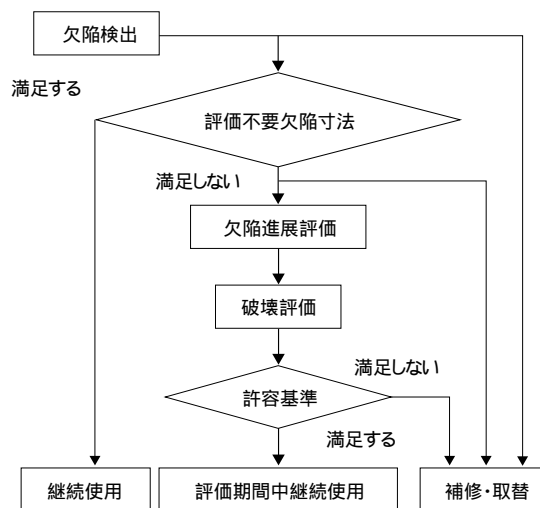 欠陥検出
満足する
評価不要欠陥寸法
満足しない
欠陥進展評価
破壊評価
満足しない
許容基準
満足する
継続使用
評価期間中継続使用
補修・取替